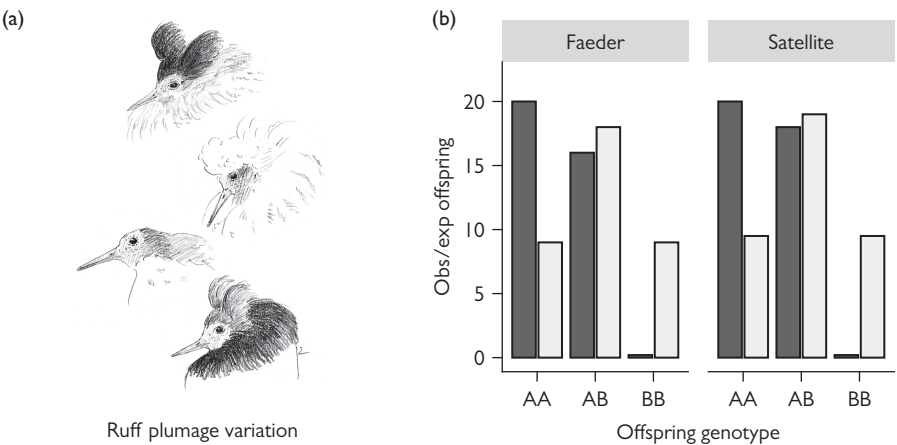 (a)
Ruff plumage variation
(b)
Faeder
Satellite
Obs/exp offspring
20
15
10
5
0
AA AB BB AA AB BB
Offspring genotype